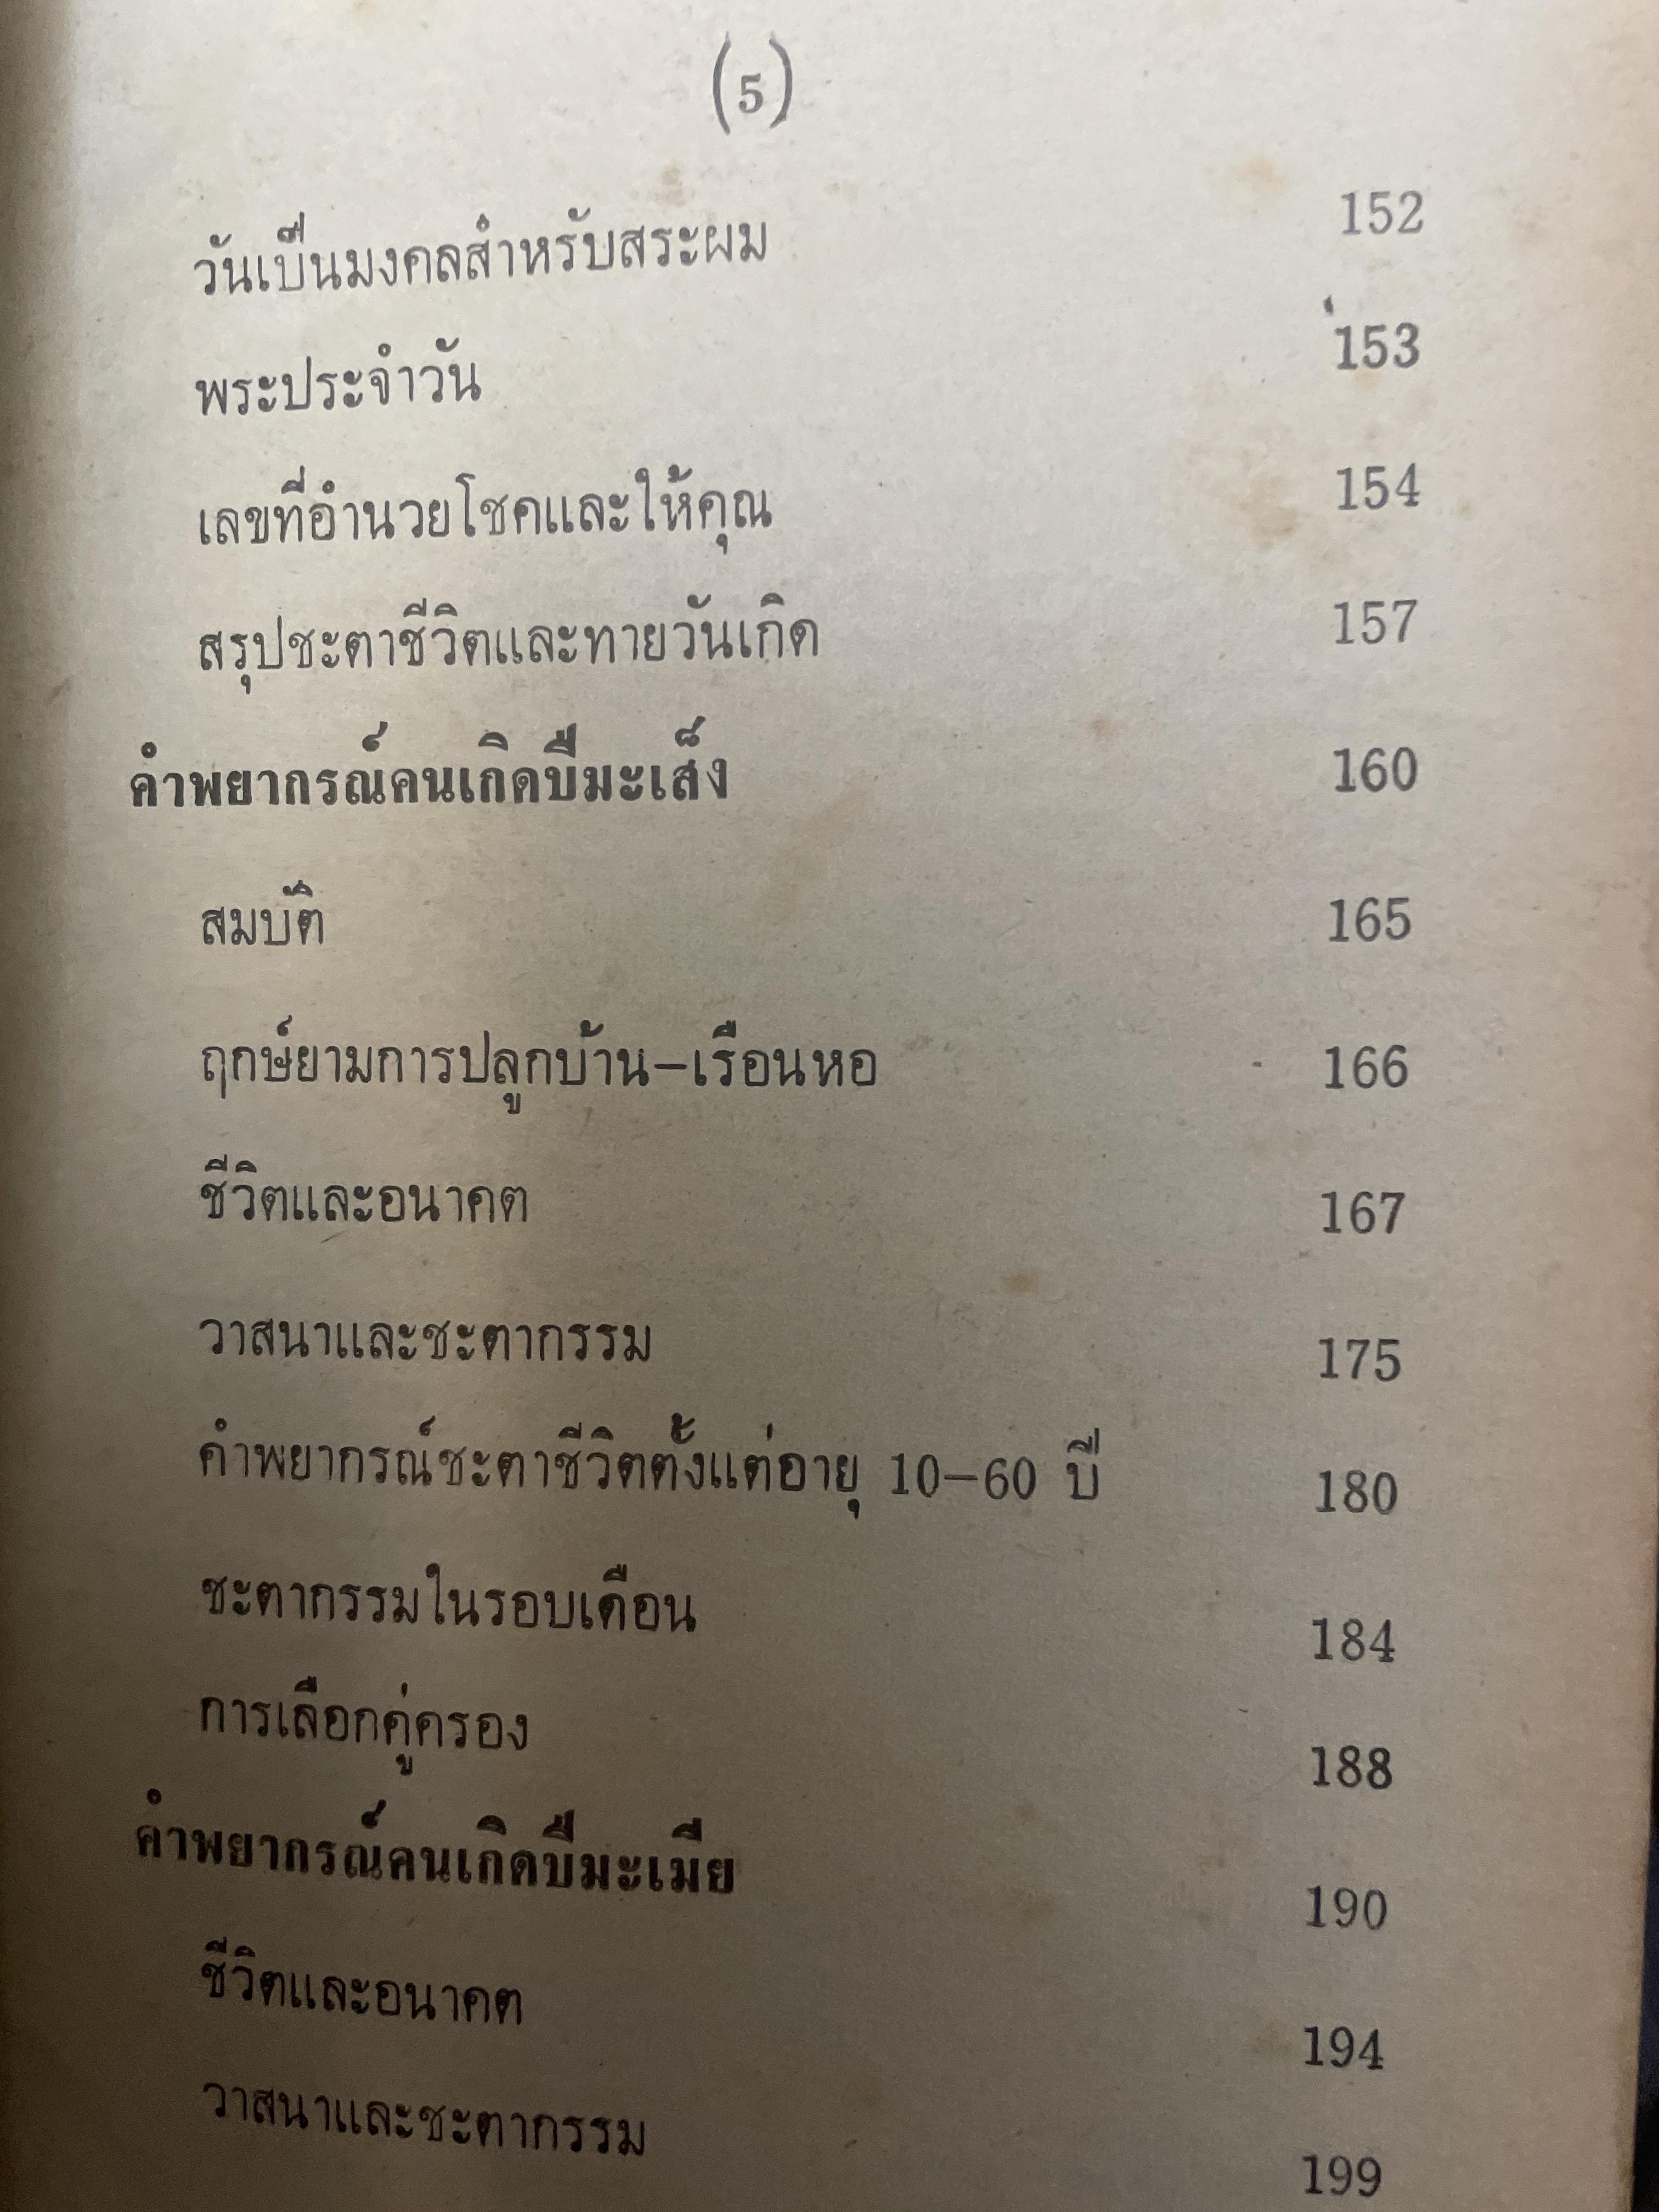 (5)
วันเป็นมงคลสำหรับสระผม 152
พระประจำวัน 153
เลขที่อำนวยโชคและให้คุณ 154
สรุปชะตาชีวิตและทายวันเกิด 157
คำพยากรณ์คนเกิดปีมะเส็ง 160
สมบัติ 165
ฤกษ์ยามการปลูกบ้าน-เรือนหอ 166
ชีวิตและอนาคต 167
วาสนาและชะตากรรม 175
คำพยากรณ์ชะตาชีวิตตั้งแต่อายุ 10-60 ปี 180
ชะตากรรมในรอบเดือน 184
การเลือกคู่ครอง 188
คำพยากรณ์คนเกิดปีมะเมีย 190
ชีวิตและอนาคต 194
วาสนาและชะตากรรม 199